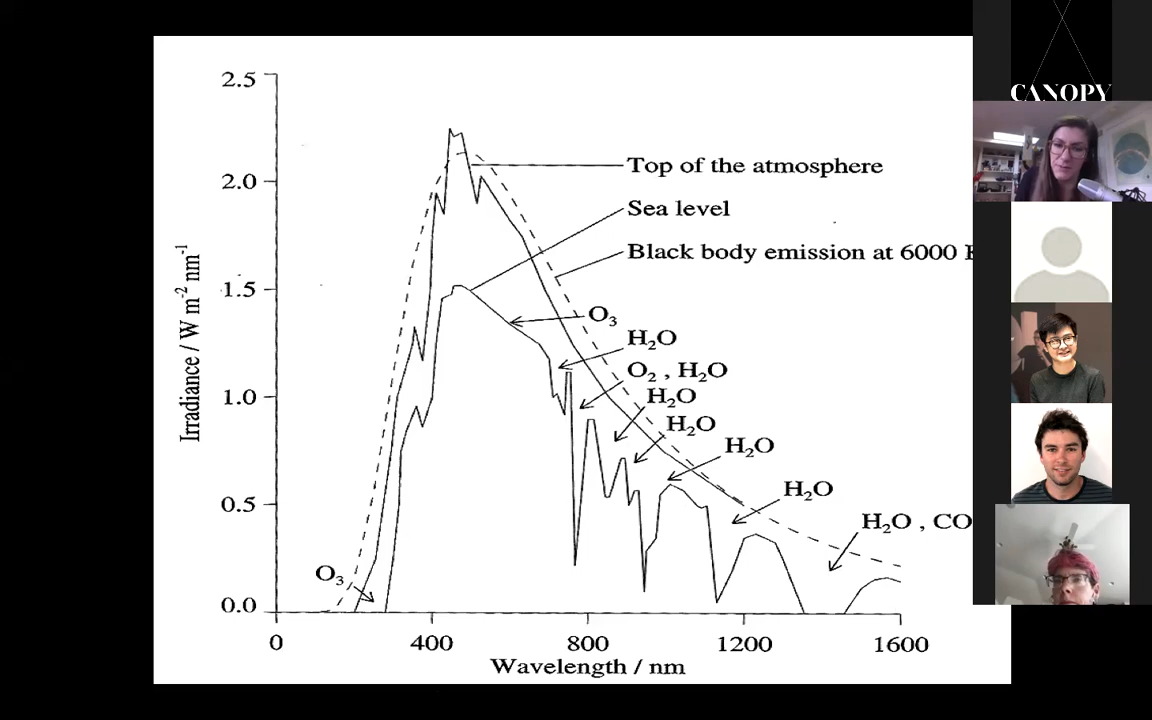 CANOPY
2.5
2.0
1.5
1.0
0.5
0.0
Irradiance / W m⁻² nm⁻¹
Top of the atmosphere
Sea level
Black body emission at 6000
O₃
H₂O
O₂ , H₂O
H₂O
H₂O
H₂O
H₂O
H₂O , CO
O₃
0 400 800 1200 1600
Wavelength / nm